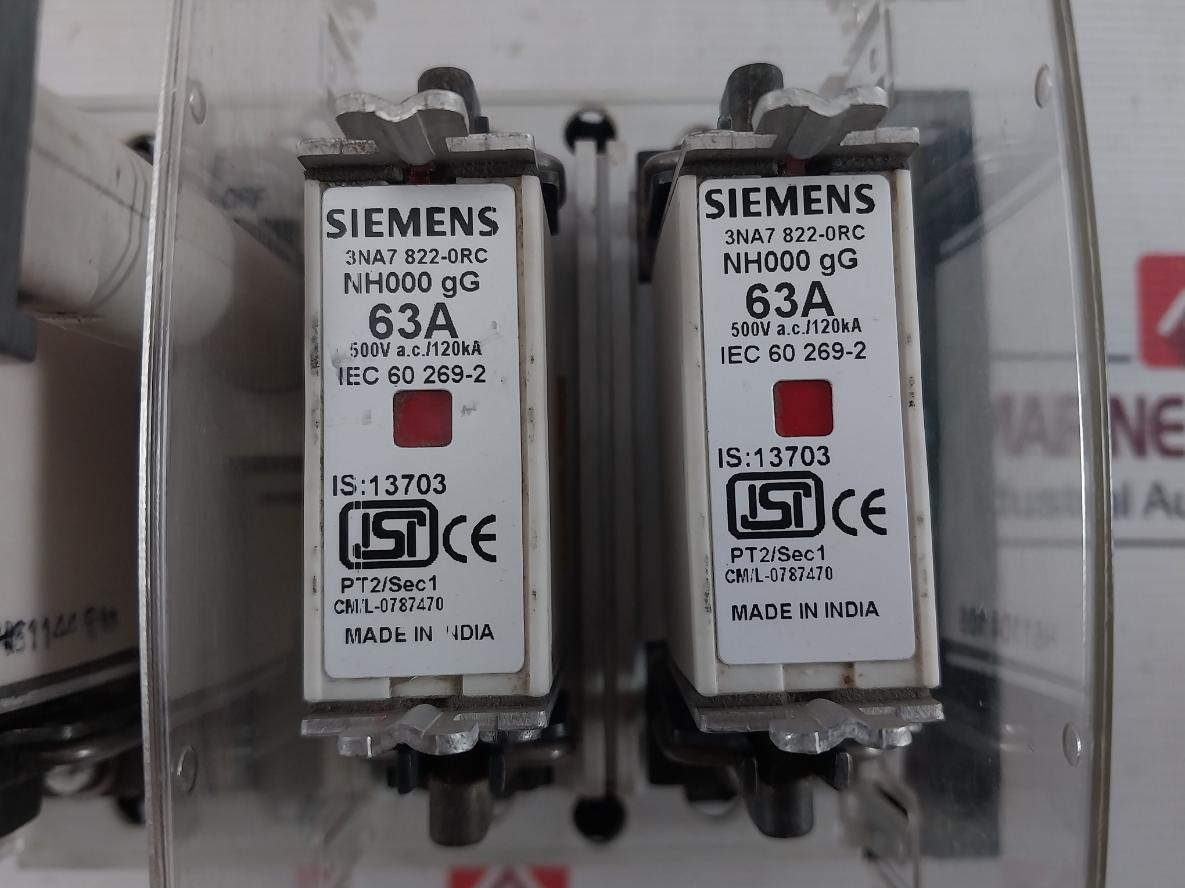 SIEMENS
3NA7 822-0RC
NH000 gG
63A
500V a.c./120kA
IEC 60 269-2
IS:13703
ISI CE
PT2/Sec1
CM/L-0787470
MADE IN INDIA
SIEMENS
3NA7 822-0RC
NH000 gG
63A
500V a.c./120kA
IEC 60 269-2
IS:13703
ISI CE
PT2/Sec1
CM/L-0787470
MADE IN INDIA
OFF
MARINE